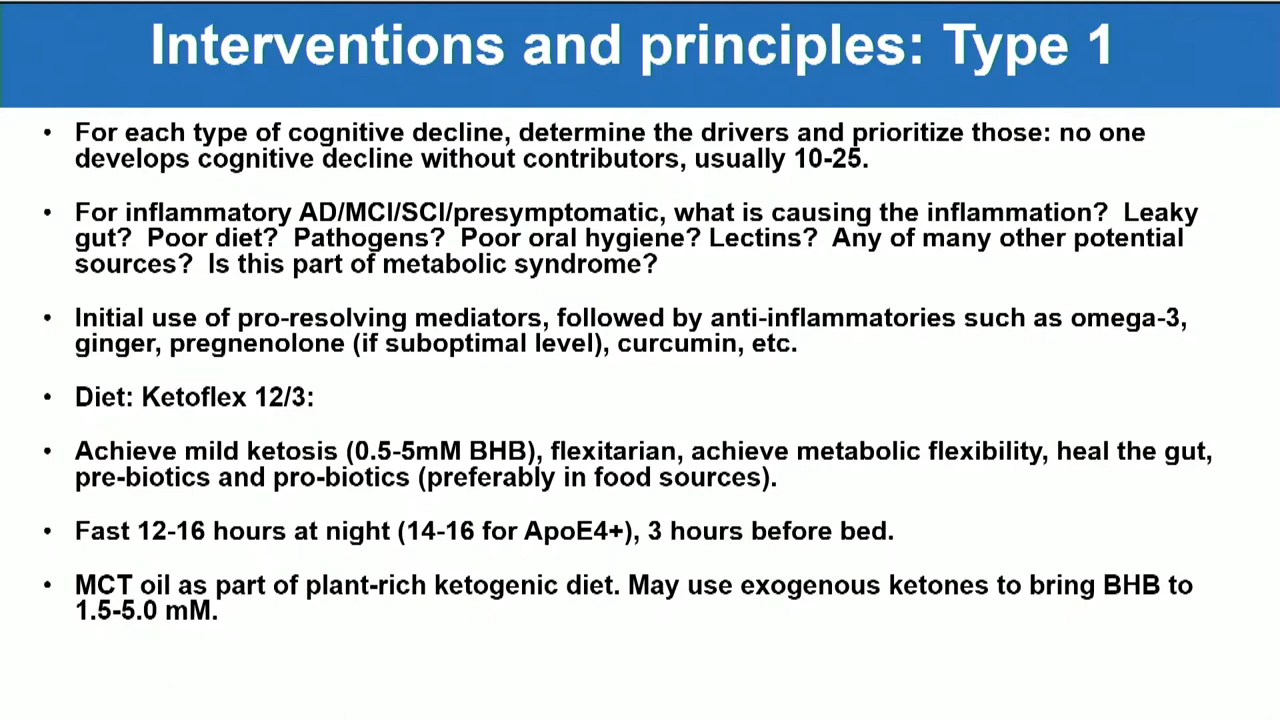 Interventions and principles: Type 1
• For each type of cognitive decline, determine the drivers and prioritize those: no one
develops cognitive decline without contributors, usually 10-25.
• For inflammatory AD/MCI/SCI/presymptomatic, what is causing the inflammation?  Leaky
gut?  Poor diet?  Pathogens?  Poor oral hygiene? Lectins?  Any of many other potential
sources?  Is this part of metabolic syndrome?
• Initial use of pro-resolving mediators, followed by anti-inflammatories such as omega-3,
ginger, pregnenolone (if suboptimal level), curcumin, etc.
• Diet: Ketoflex 12/3:
• Achieve mild ketosis (0.5-5mM BHB), flexitarian, achieve metabolic flexibility, heal the gut,
pre-biotics and pro-biotics (preferably in food sources).
• Fast 12-16 hours at night (14-16 for ApoE4+), 3 hours before bed.
• MCT oil as part of plant-rich ketogenic diet. May use exogenous ketones to bring BHB to
1.5-5.0 mM.